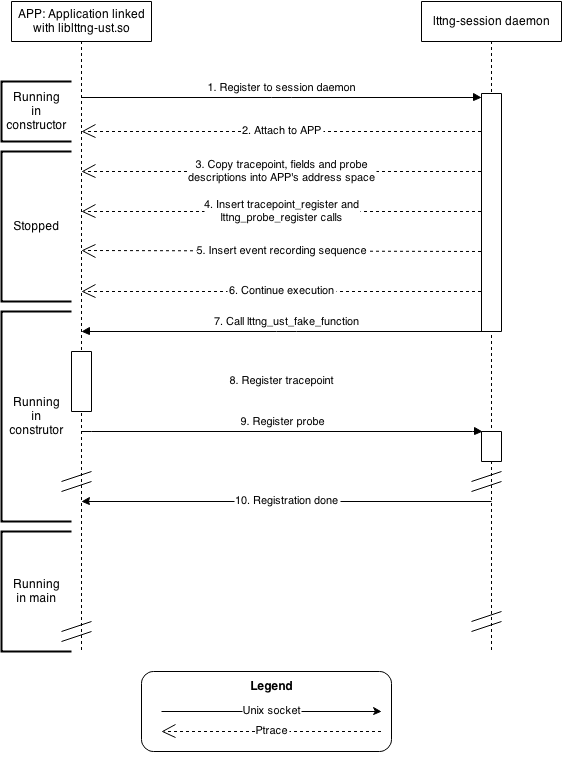 APP: Application linked
with liblttng-ust.so
lttng-session daemon
Running
in
constructor
1. Register to session daemon
2. Attach to APP
Stopped
3. Copy tracepoint, fields and probe
descriptions into APP's address space
4. Insert tracepoint_register and
lttng_probe_register calls
5. Insert event recording sequence
6. Continue execution
Running
in
construtor
7. Call lttng_ust_fake_function
8. Register tracepoint
9. Register probe
10. Registration done
Running
in main
Legend
Unix socket
Ptrace